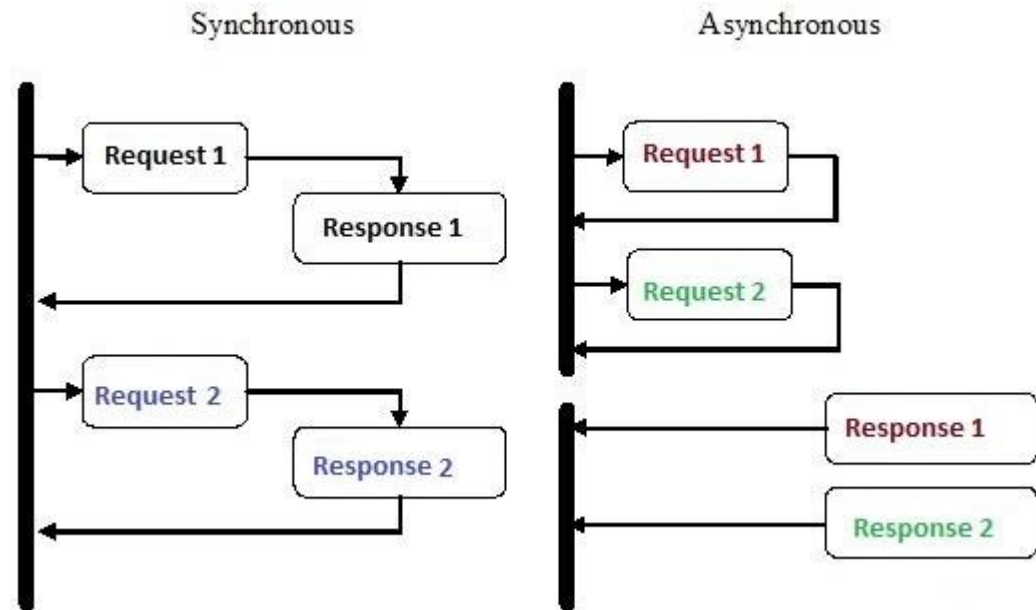 Synchronous
Asynchronous
Request 1
Response 1
Request 2
Response 2
Request 1
Request 2
Response 1
Response 2